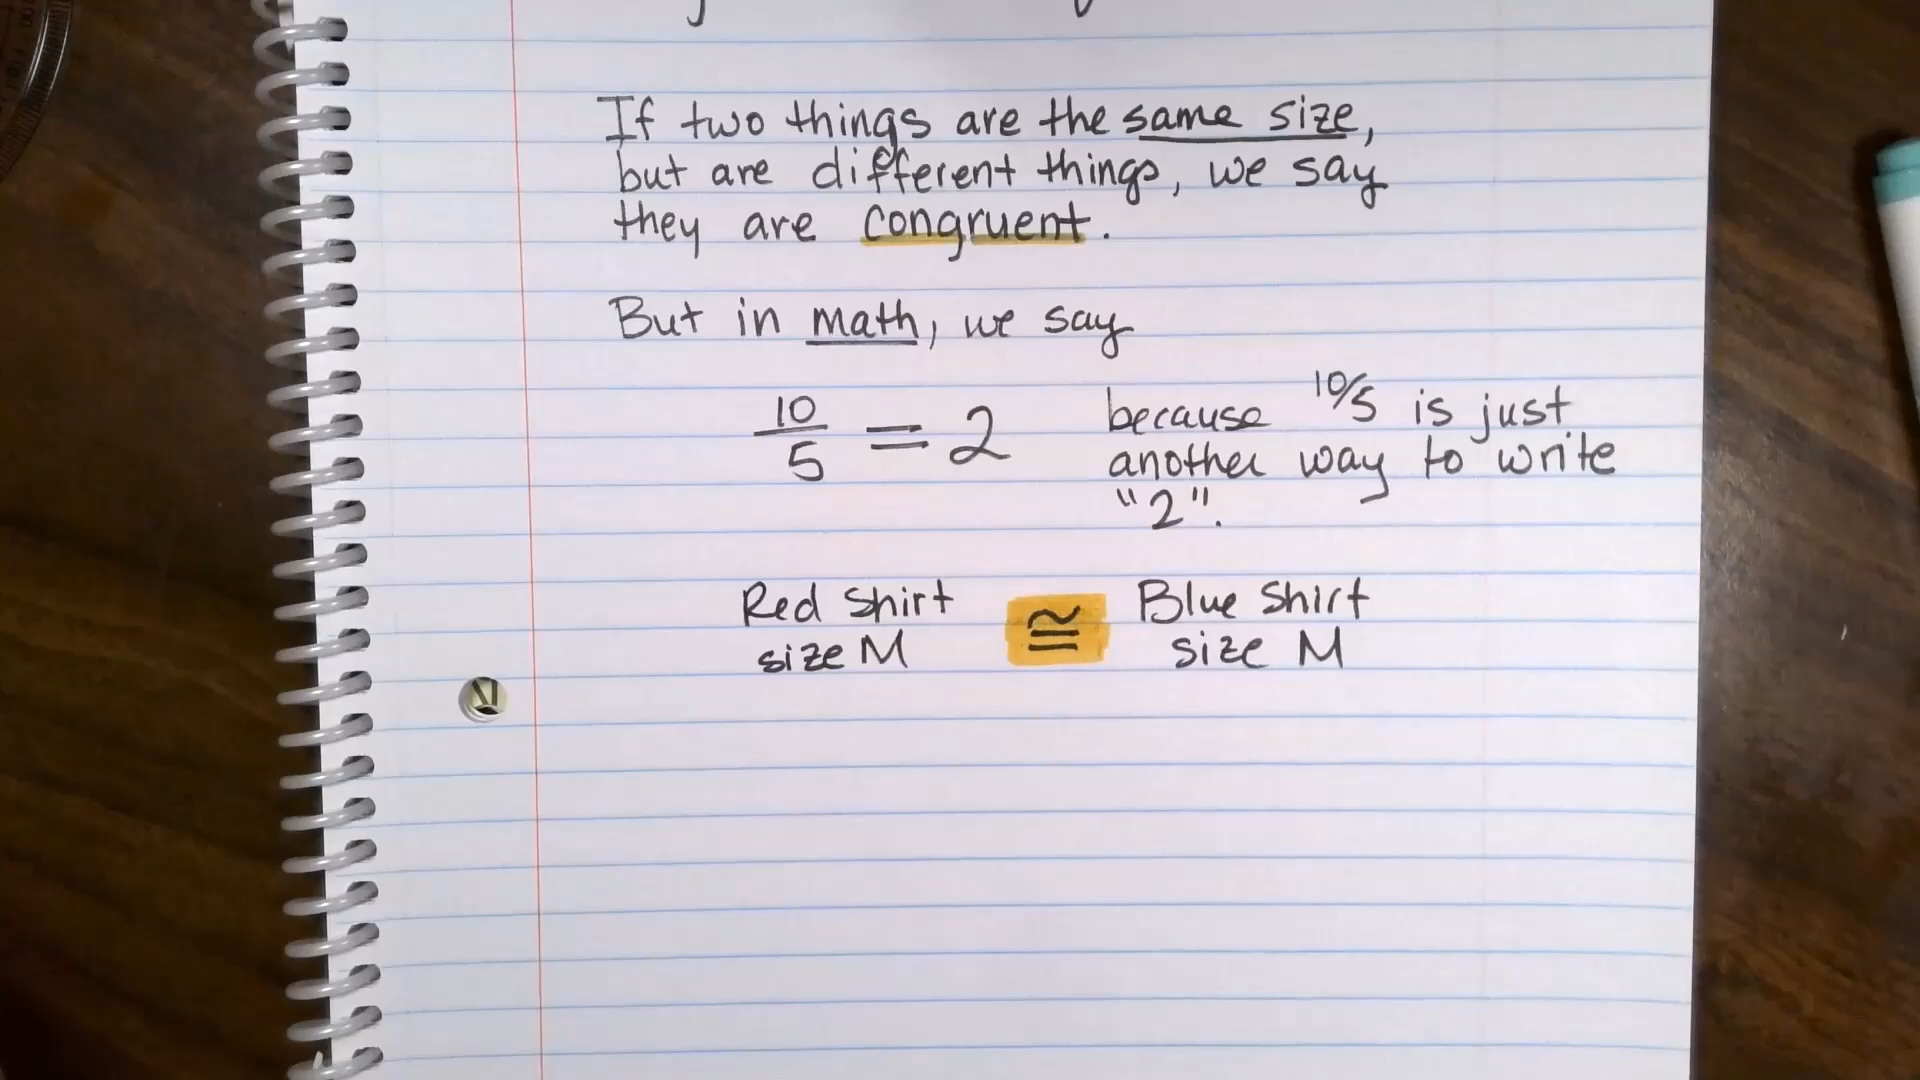 If two things are the same size,
but are different things, we say
they are congruent.
But in math, we say
10/5 = 2
because 10/5 is just
another way to write
"2".
Red Shirt ≅ Blue Shirt
size M size M